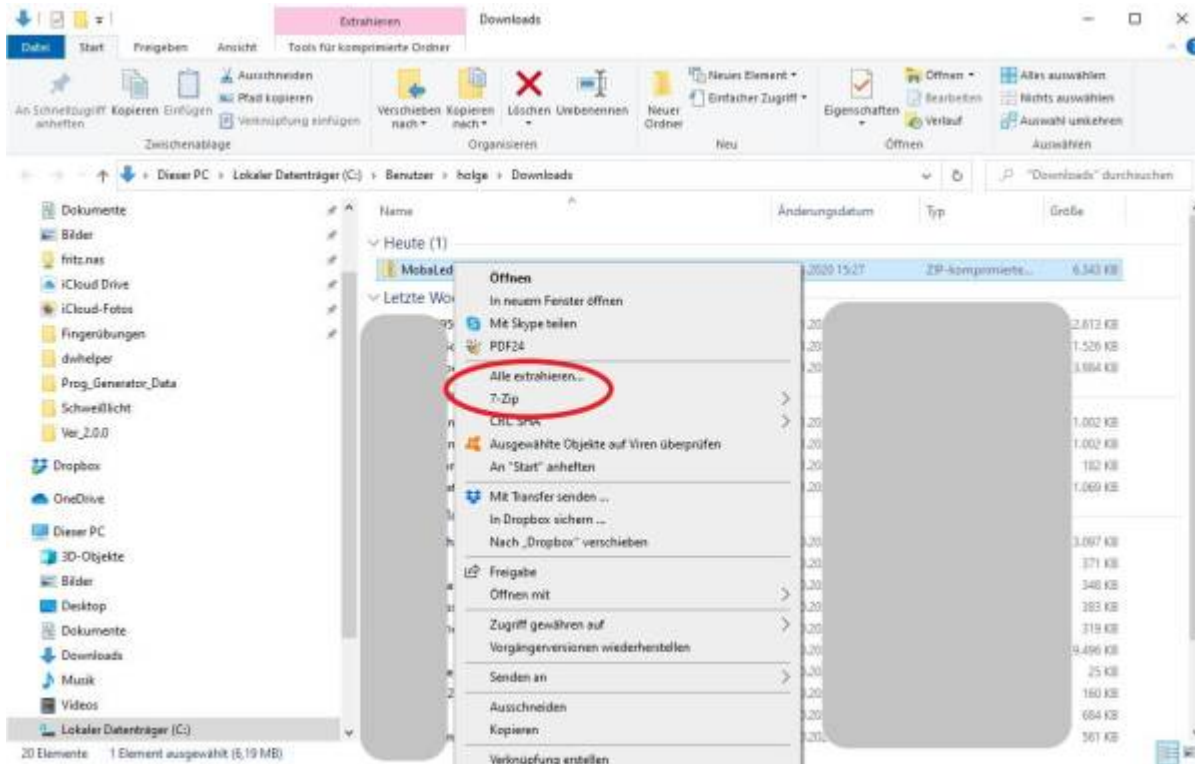 Extrahieren Downloads
Datei Start Freigeben Ansicht Tools für komprimierte Ordner
An Schnellzugriff anheften
Kopieren
Einfügen
Ausschneiden
Pfad kopieren
Verknüpfung einfügen
Verschieben nach
Kopieren nach
Löschen
Umbenennen
Neuer Ordner
Neues Element
Einfacher Zugriff
Eigenschaften
Öffnen
Bearbeiten
Verlauf
Alles auswählen
Nichts auswählen
Auswahl umkehren
Zwischenablage Organisieren Neu Öffnen Auswählen
Dieser PC › Lokaler Datenträger (C:) › Benutzer › holge › Downloads
"Downloads" durchsuchen
Dokumente
Bilder
fritz.nas
iCloud Drive
iCloud-Fotos
Fingerübungen
dwhelper
Prog_Generator_Data
Schweißlicht
Ver_2.0.0
Dropbox
OneDrive
Dieser PC
3D-Objekte
Bilder
Desktop
Dokumente
Downloads
Musik
Videos
Lokaler Datenträger (C:)
20 Elemente 1 Element ausgewählt (6,19 MB)
Name Änderungsdatum Typ Größe
Heute (1)
MobaLed .2020 15:27 ZIP-komprimierte... 6.343 KB
Letzte Wo
Öffnen
In neuem Fenster öffnen
Mit Skype teilen
PDF24
Alle extrahieren...
7-Zip
CRC SHA
Ausgewählte Objekte auf Viren überprüfen
An "Start" anheften
Mit Transfer senden ...
In Dropbox sichern ...
Nach „Dropbox" verschieben
Freigabe
Öffnen mit
Zugriff gewähren auf
Vorgängerversionen wiederherstellen
Senden an
Ausschneiden
Kopieren
Verknüpfung erstellen
2.612 KB
1.526 KB
3.984 KB
1.002 KB
1.002 KB
182 KB
1.069 KB
3.097 KB
371 KB
348 KB
393 KB
319 KB
9.496 KB
25 KB
160 KB
684 KB
561 KB